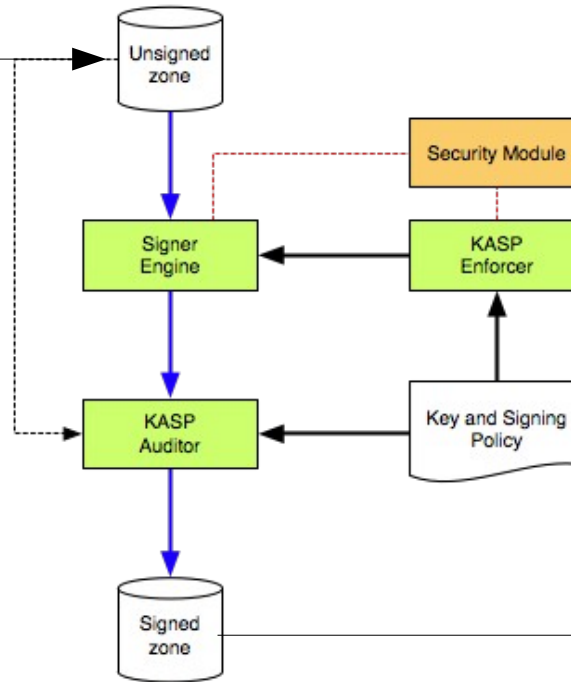 Unsigned
zone
Security Module
Signer
Engine
KASP
Enforcer
KASP
Auditor
Key and Signing
Policy
Signed
zone